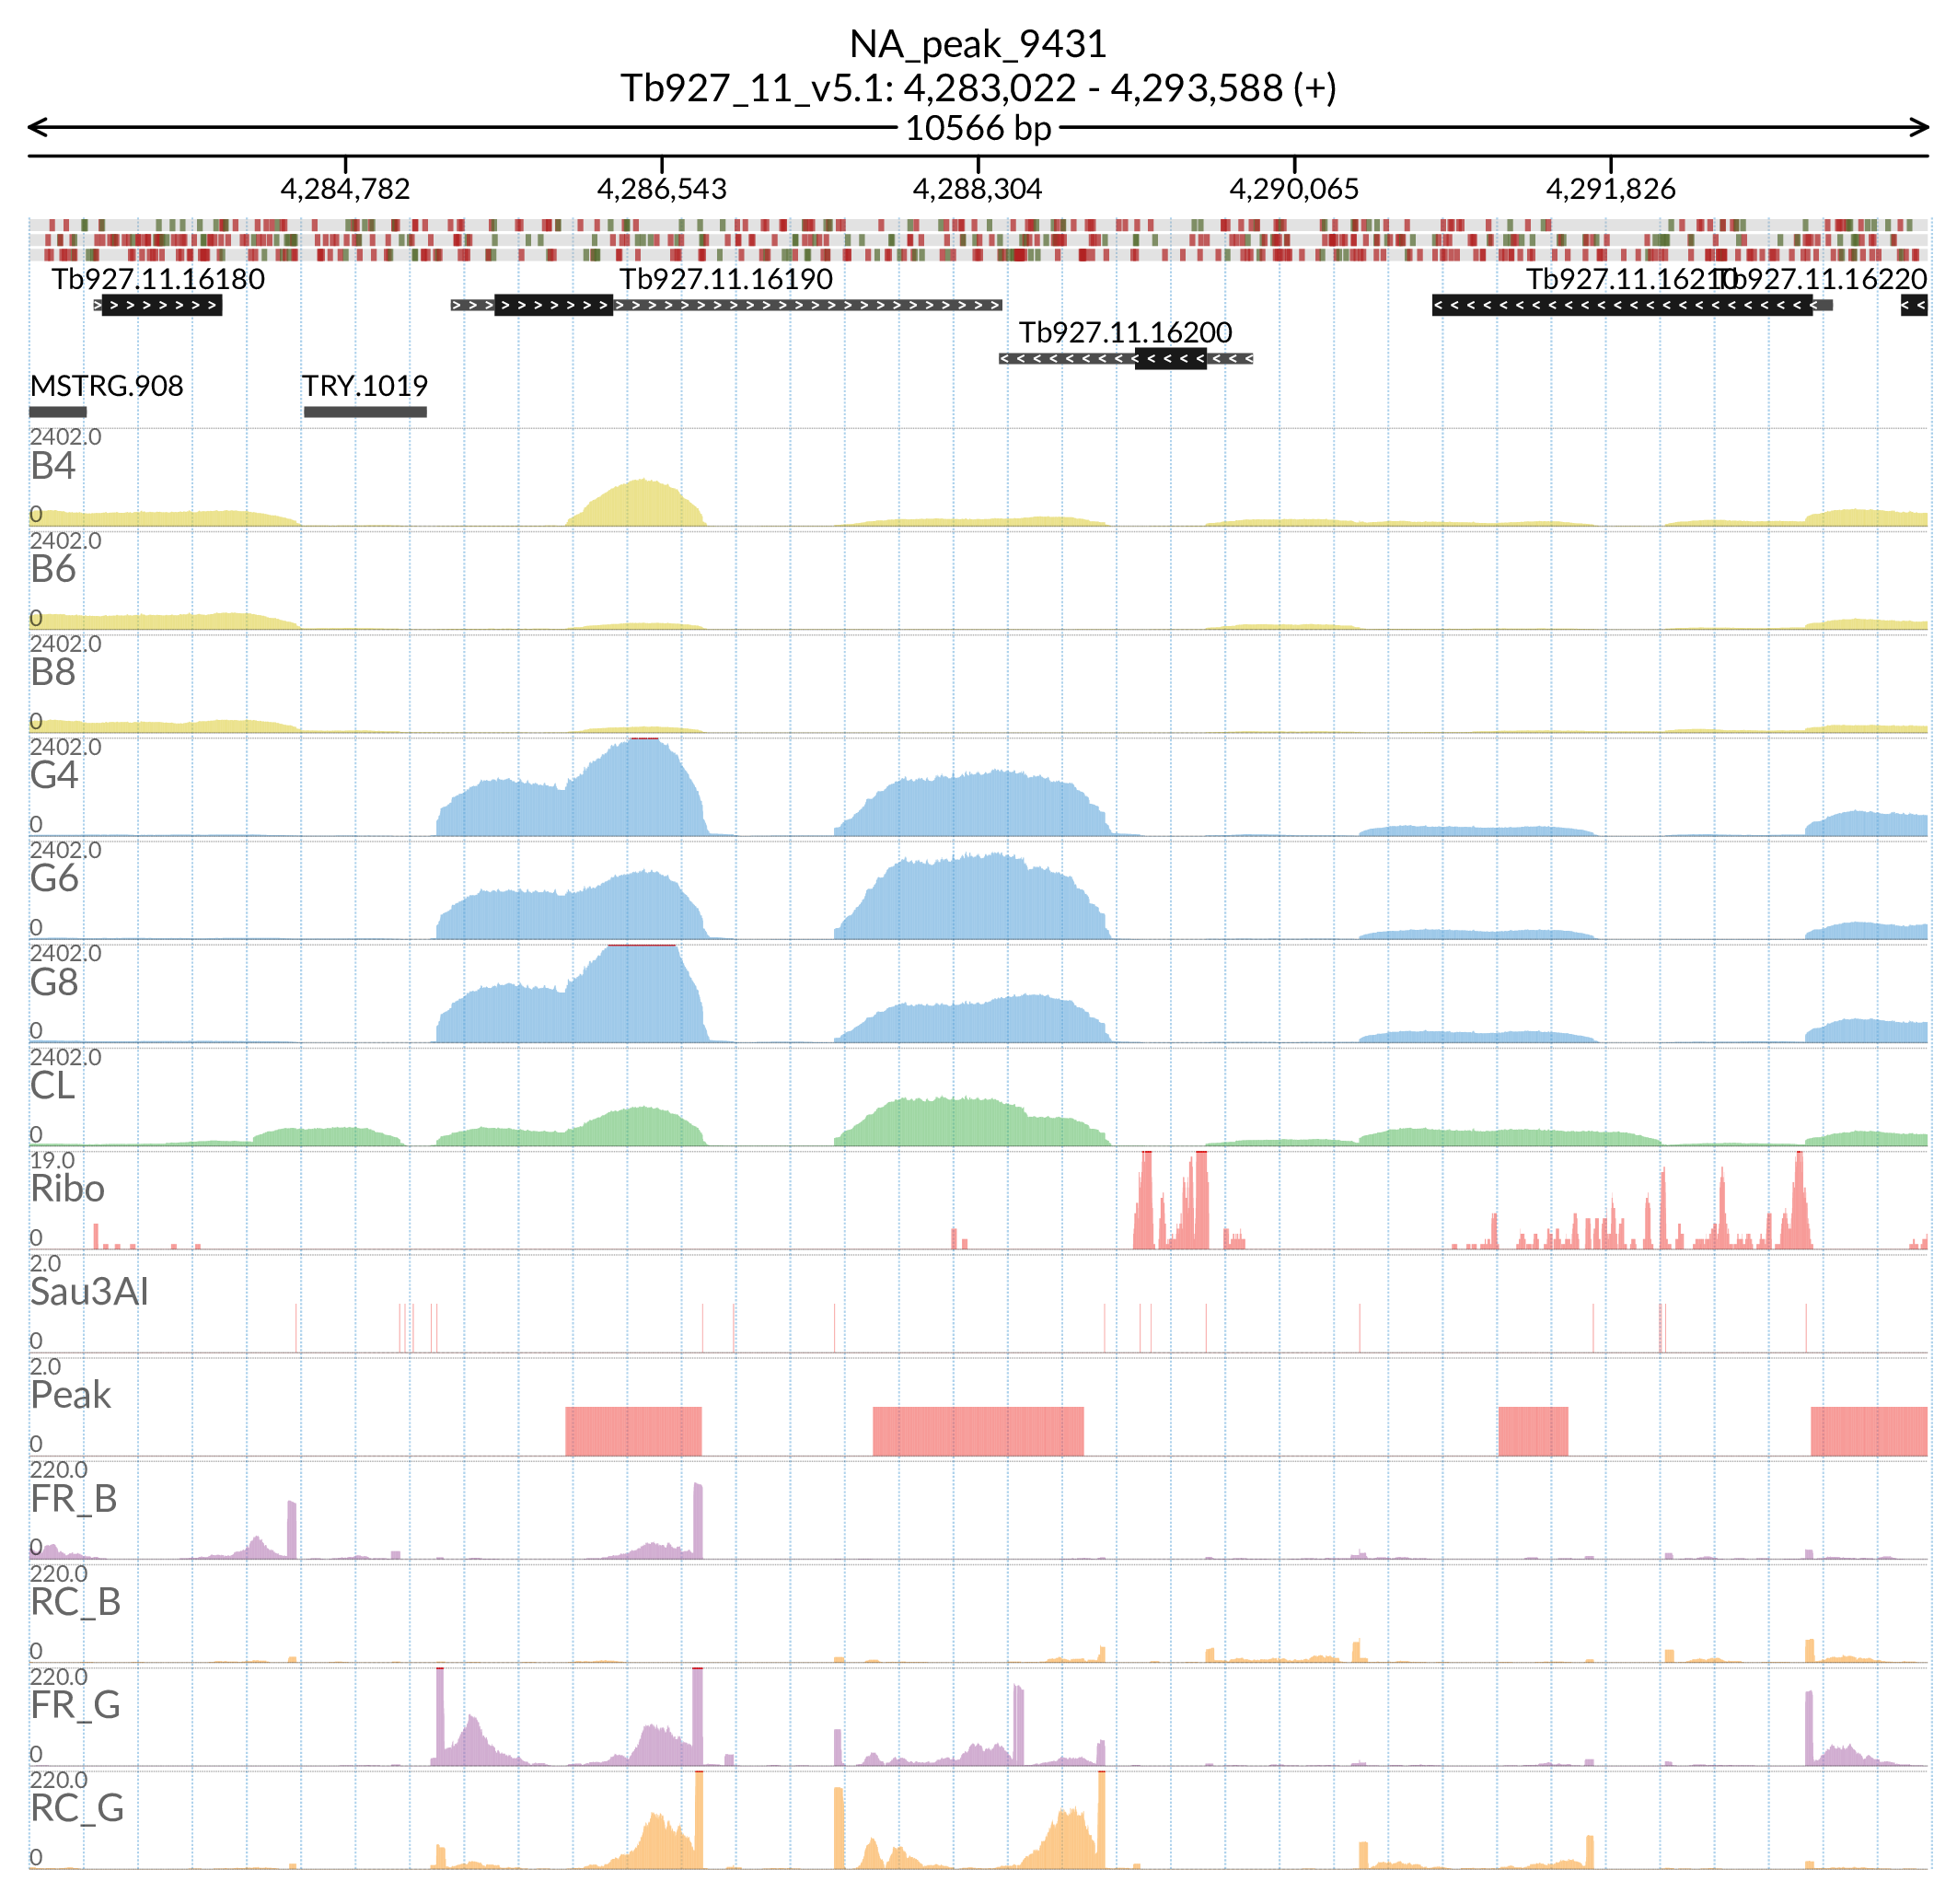 NA_peak_9431
Tb927_11_v5.1: 4,283,022 - 4,293,588 (+)
10566 bp
4,284,782 4,286,543 4,288,304 4,290,065 4,291,826
Tb927.11.16180 Tb927.11.16190 Tb927.11.16210 Tb927.11.16220
Tb927.11.16200
MSTRG.908 TRY.1019
2402.0
B4
0
2402.0
B6
0
2402.0
B8
0
2402.0
G4
0
2402.0
G6
0
2402.0
G8
0
2402.0
CL
0
19.0
Ribo
0
2.0
Sau3AI
0
2.0
Peak
0
220.0
FR_B
0
220.0
RC_B
0
220.0
FR_G
0
220.0
RC_G
0